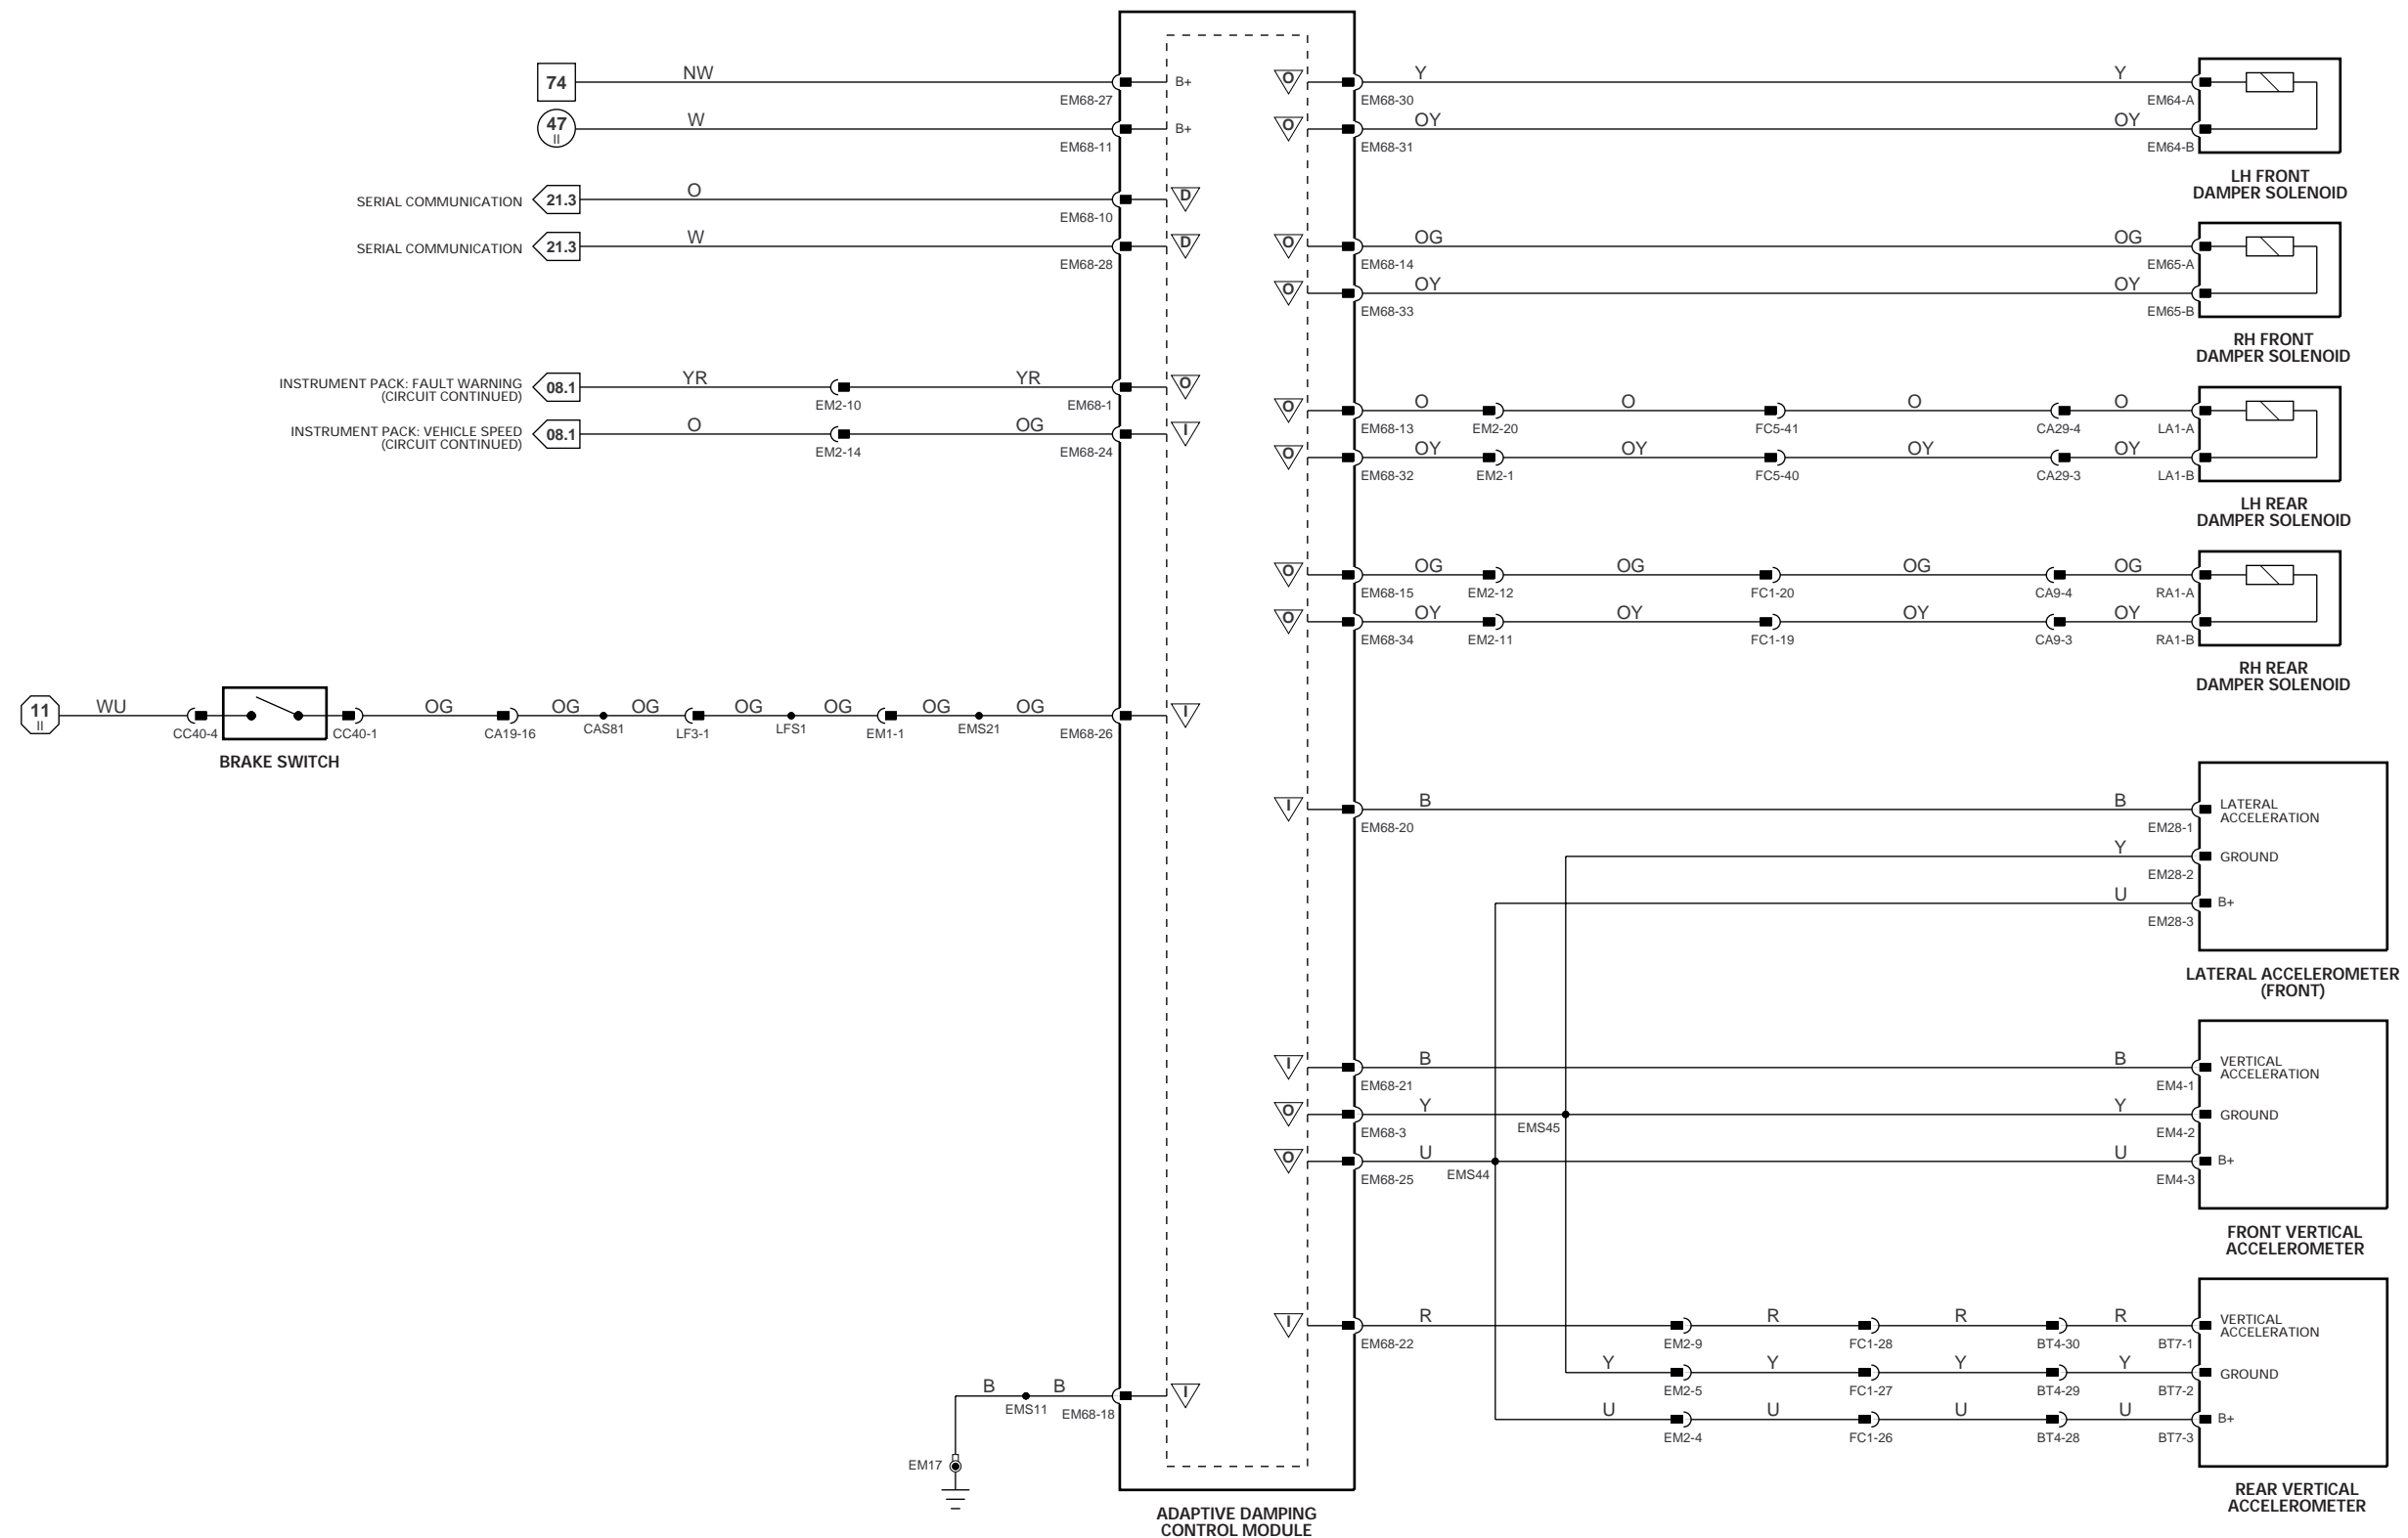 74
NW
EM68-27
B+
47
II
W
EM68-11
B+
SERIAL COMMUNICATION
21.3
O
EM68-10
D
SERIAL COMMUNICATION
21.3
W
EM68-28
D
INSTRUMENT PACK: FAULT WARNING
(CIRCUIT CONTINUED)
08.1
YR
EM2-10
YR
EM68-1
O
INSTRUMENT PACK: VEHICLE SPEED
(CIRCUIT CONTINUED)
08.1
O
EM2-14
OG
EM68-24
I
11
II
WU
CC40-4
BRAKE SWITCH
CC40-1
OG
CA19-16
OG
CAS81
OG
LF3-1
OG
LFS1
OG
EM1-1
OG
EMS21
OG
EM68-26
I
B
EMS11
B
EM68-18
I
EM17
ADAPTIVE DAMPING
CONTROL MODULE
O
EM68-30
Y
Y
EM64-A
O
EM68-31
OY
OY
EM64-B
LH FRONT
DAMPER SOLENOID
O
EM68-14
OG
OG
EM65-A
O
EM68-33
OY
OY
EM65-B
RH FRONT
DAMPER SOLENOID
O
EM68-13
O
EM2-20
O
FC5-41
O
CA29-4
O
LA1-A
O
EM68-32
OY
EM2-1
OY
FC5-40
OY
CA29-3
OY
LA1-B
LH REAR
DAMPER SOLENOID
O
EM68-15
OG
EM2-12
OG
FC1-20
OG
CA9-4
OG
RA1-A
O
EM68-34
OY
EM2-11
OY
FC1-19
OY
CA9-3
OY
RA1-B
RH REAR
DAMPER SOLENOID
I
EM68-20
B
B
EM28-1
LATERAL
ACCELERATION
Y
EM28-2
GROUND
U
EM28-3
B+
LATERAL ACCELEROMETER
(FRONT)
I
EM68-21
B
B
EM4-1
VERTICAL
ACCELERATION
O
EM68-3
Y
EMS45
Y
EM4-2
GROUND
O
EM68-25
U
EMS44
U
EM4-3
B+
FRONT VERTICAL
ACCELEROMETER
I
EM68-22
R
EM2-9
R
FC1-28
R
BT4-30
R
BT7-1
VERTICAL
ACCELERATION
Y
EM2-5
Y
FC1-27
Y
BT4-29
Y
BT7-2
GROUND
U
EM2-4
U
FC1-26
U
BT4-28
U
BT7-3
B+
REAR VERTICAL
ACCELEROMETER